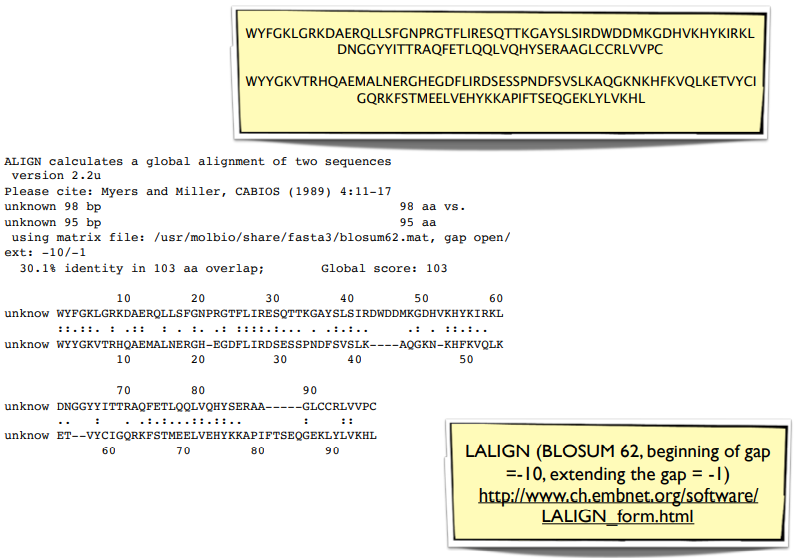 WYFGKLGRKDAERQLLSFGNPRGTFLIRESQTTKGAYSLSIRDWDDMKGDHVKHYKIRKL
DNGGYYITTRAQFETLQQLVQHYSERAAGLCCRLVVPC
WYYGKVTRHQAEMALNERGHEGDFLIRDSESSPNDFSVSLKAQGKNKHFKVQLKETVYCI
GQRKFSTMEELVEHYKKAPIFTSEQGEKLYLVKHL
ALIGN calculates a global alignment of two sequences
 version 2.2u
Please cite: Myers and Miller, CABIOS (1989) 4:11-17
unknown 98 bp                                         98 aa vs.
unknown 95 bp                                         95 aa
 using matrix file: /usr/molbio/share/fasta3/blosum62.mat, gap open/
ext: -10/-1
  30.1% identity in 103 aa overlap;        Global score: 103
               10        20        30        40        50        60
unknow WYFGKLGRKDAERQLLSFGNPRGTFLIRESQTTKGAYSLSIRDWDDMKGDHVKHYKIRKL
       ::.::. : .::  : . :. : ::::.:.:..  .:.:::      :. : .::.:.
unknow WYYGKVTRHQAEMALNERGH-EGDFLIRDSESSPNDFSVSLK----AQGKN-KHFKVQLK
               10        20         30        40             50
               70        80             90
unknow DNGGYYITTRAQFETLQQLVQHYSERAA-----GLCCRLVVPC
       ..   :  . .:.:...::.::...         :    ::
unknow ET--VYCIGQRKFSTMEELVEHYKKAPIFTSEQGEKLYLVKHL
             60        70        80        90
LALIGN (BLOSUM 62, beginning of gap
=-10, extending the gap = -1)
http://www.ch.embnet.org/software/
LALIGN_form.html